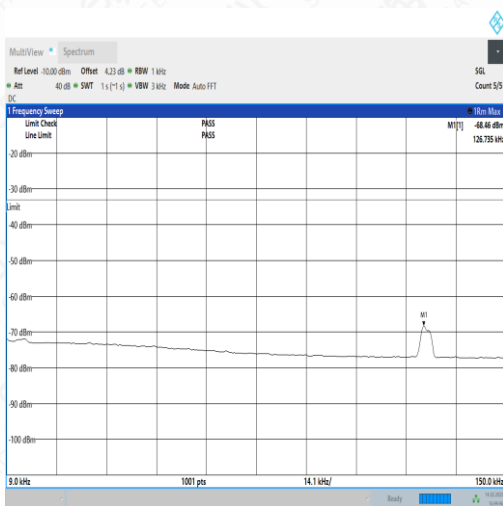 MultiView Spectrum
Ref Level -10.00 dBm Offset 4.23 dB RBW 1 kHz SGL
Att 40 dB SWT 1 s (~1 s) VBW 3 kHz Mode Auto FFT Count 5/5
DC
1 Frequency Sweep 1Rm Max
Limit Check PASS M1[1] -68.46 dBm
Line Limit PASS 126.735 kHz
-20 dBm
-30 dBm
Limit
-40 dBm
-50 dBm
-60 dBm
M1
-70 dBm
-80 dBm
-90 dBm
-100 dBm
9.0 kHz 1001 pts 14.1 kHz/ 150.0 kHz
Ready